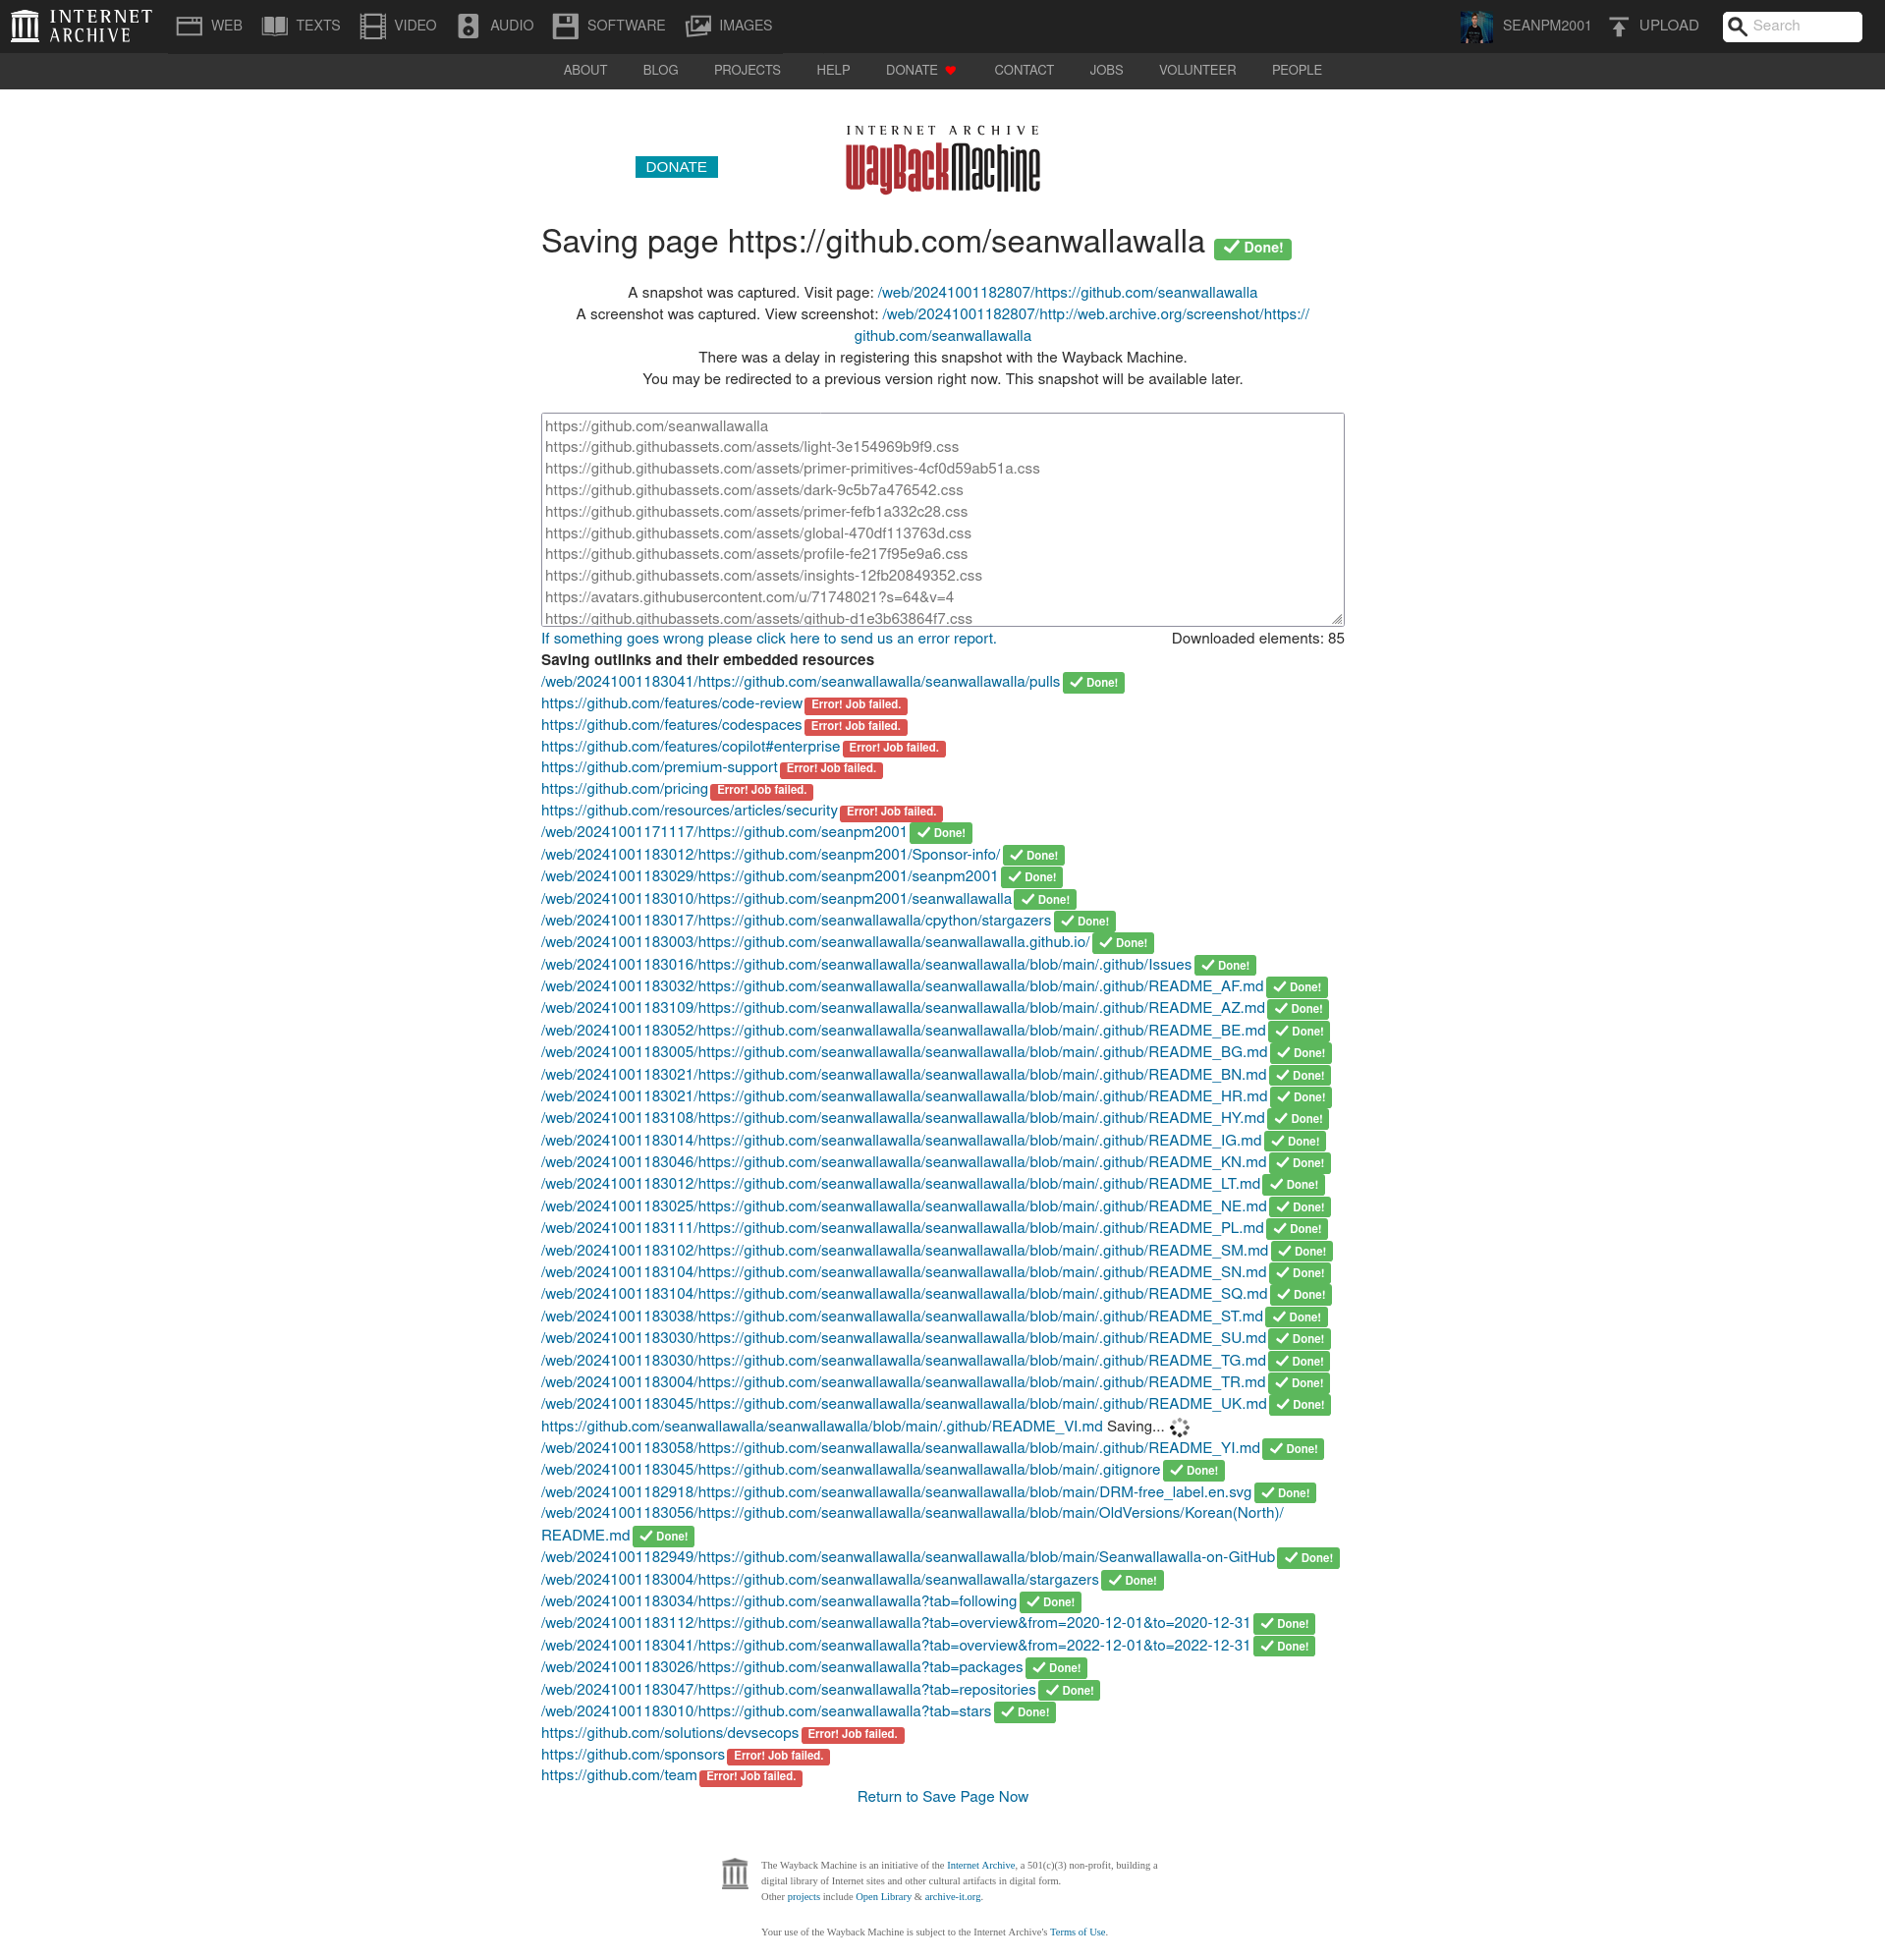 INTERNET ARCHIVE
WEB TEXTS VIDEO AUDIO SOFTWARE IMAGES SEANPM2001 UPLOAD Search
ABOUT BLOG PROJECTS HELP DONATE CONTACT JOBS VOLUNTEER PEOPLE
INTERNET ARCHIVE
DONATE WayBackMachine
Saving page https://github.com/seanwallawalla Done!
A snapshot was captured. Visit page: /web/20241001182807/https://github.com/seanwallawalla
A screenshot was captured. View screenshot: /web/20241001182807/http://web.archive.org/screenshot/https://
github.com/seanwallawalla
There was a delay in registering this snapshot with the Wayback Machine.
You may be redirected to a previous version right now. This snapshot will be available later.
https://github.com/seanwallawalla
https://github.githubassets.com/assets/light-3e154969b9f9.css
https://github.githubassets.com/assets/primer-primitives-4cf0d59ab51a.css
https://github.githubassets.com/assets/dark-9c5b7a476542.css
https://github.githubassets.com/assets/primer-fefb1a332c28.css
https://github.githubassets.com/assets/global-470df113763d.css
https://github.githubassets.com/assets/profile-fe217f95e9a6.css
https://github.githubassets.com/assets/insights-12fb20849352.css
https://avatars.githubusercontent.com/u/71748021?s=64&v=4
https://github.githubassets.com/assets/github-d1e3b63864f7.css
If something goes wrong please click here to send us an error report. Downloaded elements: 85
Saving outlinks and their embedded resources
/web/20241001183041/https://github.com/seanwallawalla/seanwallawalla/pulls Done!
https://github.com/features/code-review Error! Job failed.
https://github.com/features/codespaces Error! Job failed.
https://github.com/features/copilot#enterprise Error! Job failed.
https://github.com/premium-support Error! Job failed.
https://github.com/pricing Error! Job failed.
https://github.com/resources/articles/security Error! Job failed.
/web/20241001171117/https://github.com/seanpm2001 Done!
/web/20241001183012/https://github.com/seanpm2001/Sponsor-info/ Done!
/web/20241001183029/https://github.com/seanpm2001/seanpm2001 Done!
/web/20241001183010/https://github.com/seanpm2001/seanwallawalla Done!
/web/20241001183017/https://github.com/seanwallawalla/cpython/stargazers Done!
/web/20241001183003/https://github.com/seanwallawalla/seanwallawalla.github.io/ Done!
/web/20241001183016/https://github.com/seanwallawalla/seanwallawalla/blob/main/.github/Issues Done!
/web/20241001183032/https://github.com/seanwallawalla/seanwallawalla/blob/main/.github/README_AF.md Done!
/web/20241001183109/https://github.com/seanwallawalla/seanwallawalla/blob/main/.github/README_AZ.md Done!
/web/20241001183052/https://github.com/seanwallawalla/seanwallawalla/blob/main/.github/README_BE.md Done!
/web/20241001183005/https://github.com/seanwallawalla/seanwallawalla/blob/main/.github/README_BG.md Done!
/web/20241001183021/https://github.com/seanwallawalla/seanwallawalla/blob/main/.github/README_BN.md Done!
/web/20241001183021/https://github.com/seanwallawalla/seanwallawalla/blob/main/.github/README_HR.md Done!
/web/20241001183108/https://github.com/seanwallawalla/seanwallawalla/blob/main/.github/README_HY.md Done!
/web/20241001183014/https://github.com/seanwallawalla/seanwallawalla/blob/main/.github/README_IG.md Done!
/web/20241001183046/https://github.com/seanwallawalla/seanwallawalla/blob/main/.github/README_KN.md Done!
/web/20241001183012/https://github.com/seanwallawalla/seanwallawalla/blob/main/.github/README_LT.md Done!
/web/20241001183025/https://github.com/seanwallawalla/seanwallawalla/blob/main/.github/README_NE.md Done!
/web/20241001183111/https://github.com/seanwallawalla/seanwallawalla/blob/main/.github/README_PL.md Done!
/web/20241001183102/https://github.com/seanwallawalla/seanwallawalla/blob/main/.github/README_SM.md Done!
/web/20241001183104/https://github.com/seanwallawalla/seanwallawalla/blob/main/.github/README_SN.md Done!
/web/20241001183104/https://github.com/seanwallawalla/seanwallawalla/blob/main/.github/README_SQ.md Done!
/web/20241001183038/https://github.com/seanwallawalla/seanwallawalla/blob/main/.github/README_ST.md Done!
/web/20241001183030/https://github.com/seanwallawalla/seanwallawalla/blob/main/.github/README_SU.md Done!
/web/20241001183030/https://github.com/seanwallawalla/seanwallawalla/blob/main/.github/README_TG.md Done!
/web/20241001183004/https://github.com/seanwallawalla/seanwallawalla/blob/main/.github/README_TR.md Done!
/web/20241001183045/https://github.com/seanwallawalla/seanwallawalla/blob/main/.github/README_UK.md Done!
https://github.com/seanwallawalla/seanwallawalla/blob/main/.github/README_VI.md Saving...
/web/20241001183058/https://github.com/seanwallawalla/seanwallawalla/blob/main/.github/README_YI.md Done!
/web/20241001183045/https://github.com/seanwallawalla/seanwallawalla/blob/main/.gitignore Done!
/web/20241001182918/https://github.com/seanwallawalla/seanwallawalla/blob/main/DRM-free_label.en.svg Done!
/web/20241001183056/https://github.com/seanwallawalla/seanwallawalla/blob/main/OldVersions/Korean(North)/
README.md Done!
/web/20241001182949/https://github.com/seanwallawalla/seanwallawalla/blob/main/Seanwallawalla-on-GitHub Done!
/web/20241001183004/https://github.com/seanwallawalla/seanwallawalla/stargazers Done!
/web/20241001183034/https://github.com/seanwallawalla?tab=following Done!
/web/20241001183112/https://github.com/seanwallawalla?tab=overview&from=2020-12-01&to=2020-12-31 Done!
/web/20241001183041/https://github.com/seanwallawalla?tab=overview&from=2022-12-01&to=2022-12-31 Done!
/web/20241001183026/https://github.com/seanwallawalla?tab=packages Done!
/web/20241001183047/https://github.com/seanwallawalla?tab=repositories Done!
/web/20241001183010/https://github.com/seanwallawalla?tab=stars Done!
https://github.com/solutions/devsecops Error! Job failed.
https://github.com/sponsors Error! Job failed.
https://github.com/team Error! Job failed.
Return to Save Page Now
The Wayback Machine is an initiative of the Internet Archive, a 501(c)(3) non-profit, building a
digital library of Internet sites and other cultural artifacts in digital form.
Other projects include Open Library & archive-it.org.
Your use of the Wayback Machine is subject to the Internet Archive's Terms of Use.